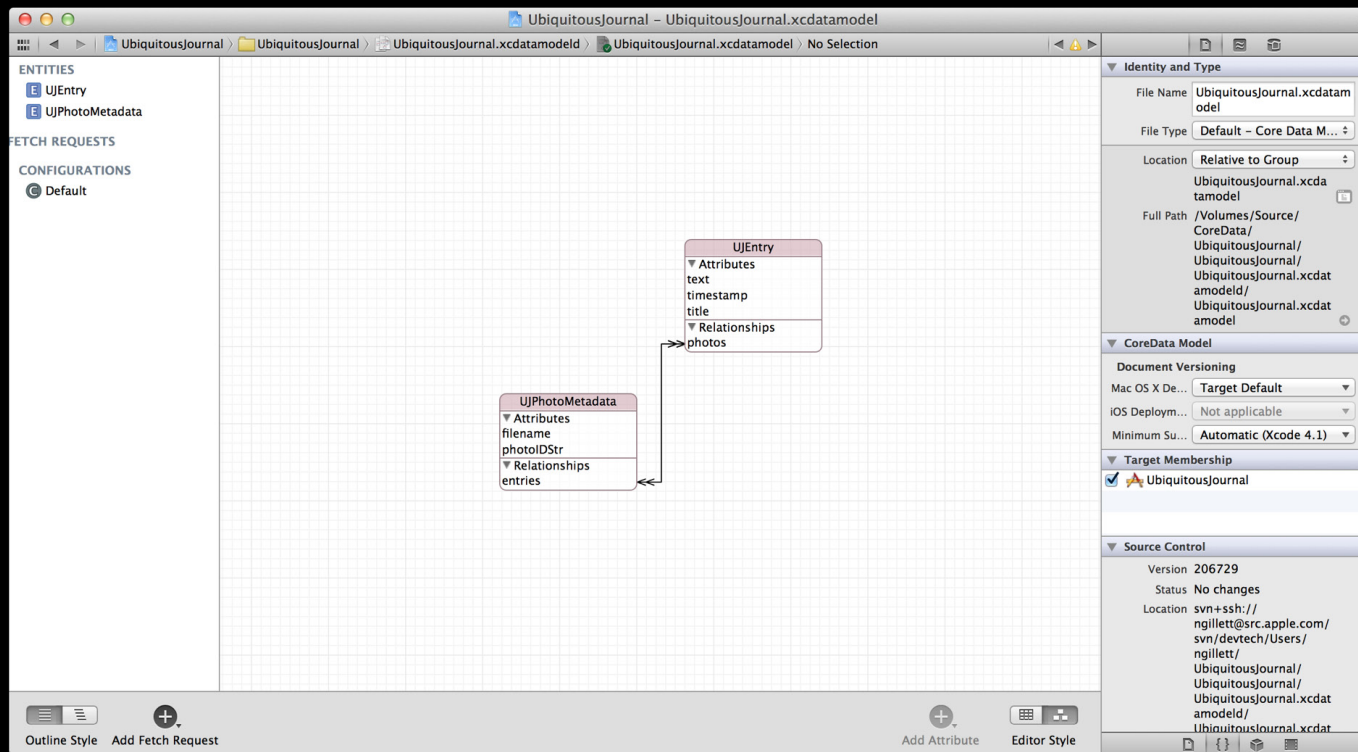 UbiquitousJournal – UbiquitousJournal.xcdatamodel
UbiquitousJournal
UbiquitousJournal
UbiquitousJournal.xcdatamodeld
UbiquitousJournal.xcdatamodel
No Selection
ENTITIES
E UJEntry
E UJPhotoMetadata
FETCH REQUESTS
CONFIGURATIONS
C Default
UJEntry
Attributes
text
timestamp
title
Relationships
photos
UJPhotoMetadata
Attributes
filename
photoIDStr
Relationships
entries
Outline Style
Add Fetch Request
Add Attribute
Editor Style
Identity and Type
File Name UbiquitousJournal.xcdatam
odel
File Type Default – Core Data M...
Location Relative to Group
UbiquitousJournal.xcda
tamodel
Full Path /Volumes/Source/
CoreData/
UbiquitousJournal/
UbiquitousJournal/
UbiquitousJournal.xcdat
amodeld/
UbiquitousJournal.xcdat
amodel
CoreData Model
Document Versioning
Mac OS X De... Target Default
iOS Deploym... Not applicable
Minimum Su... Automatic (Xcode 4.1)
Target Membership
UbiquitousJournal
Source Control
Version 206729
Status No changes
Location svn+ssh://
ngillett@src.apple.com/
svn/devtech/Users/
ngillett/
UbiquitousJournal/
UbiquitousJournal/
UbiquitousJournal.xcdat
amodeld/
UbiquitousJournal.xcdat
{}